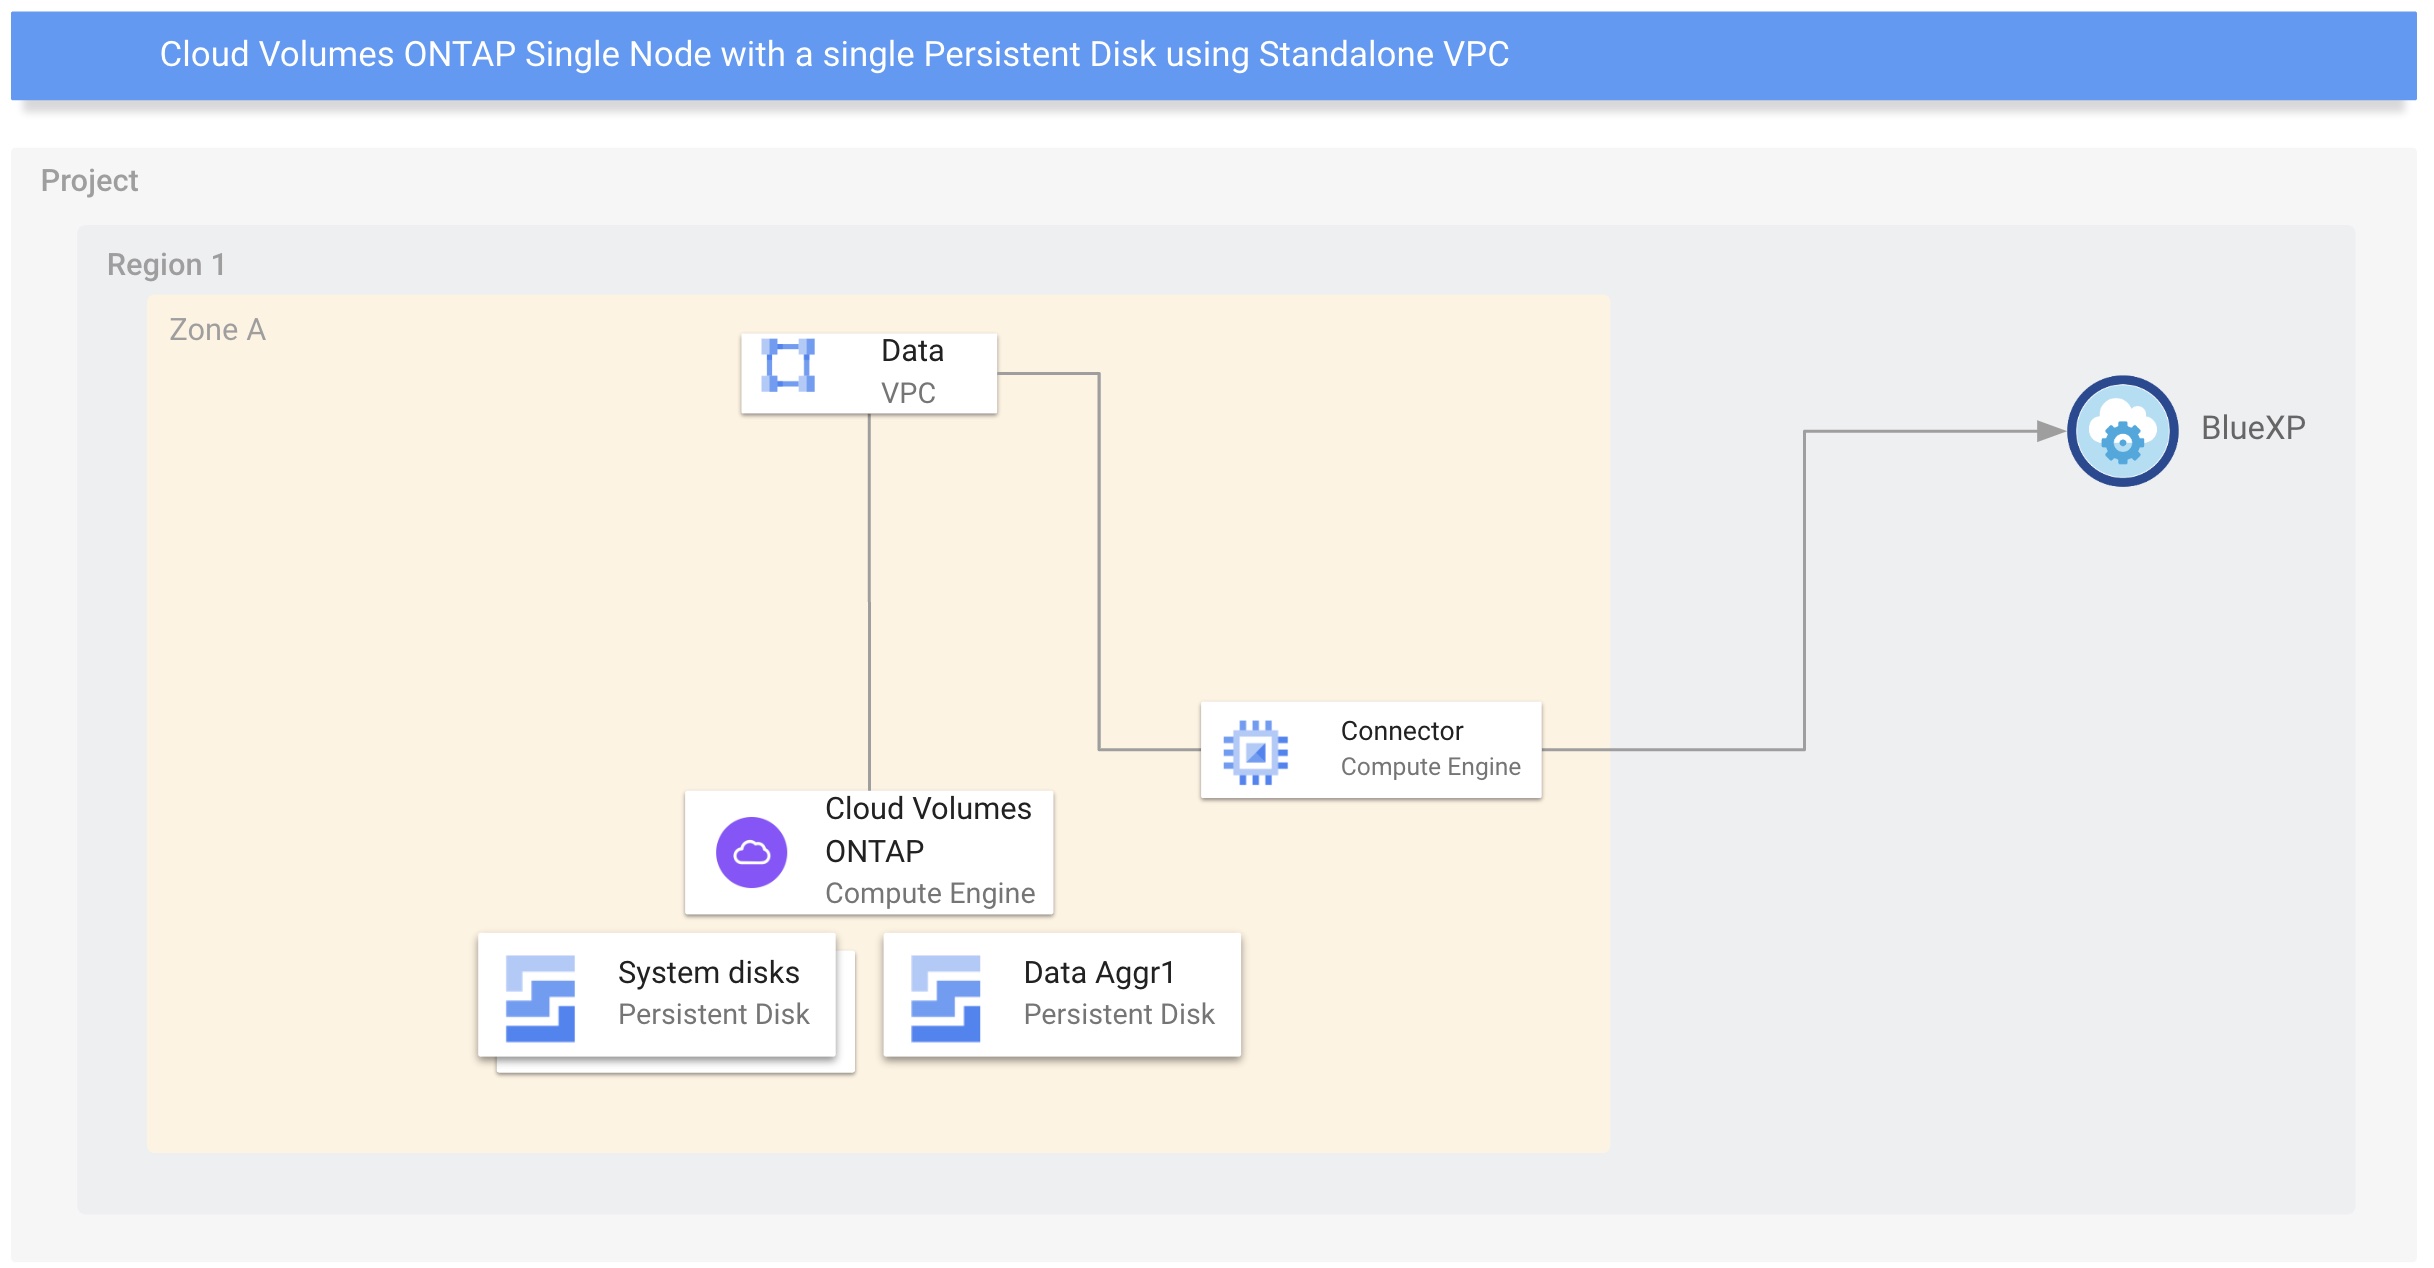 Cloud Volumes ONTAP Single Node with a single Persistent Disk using Standalone VPC
Project
Region 1
Zone A
Data
VPC
BlueXP
Connector
Compute Engine
Cloud Volumes
ONTAP
Compute Engine
System disks
Persistent Disk
Data Aggr1
Persistent Disk